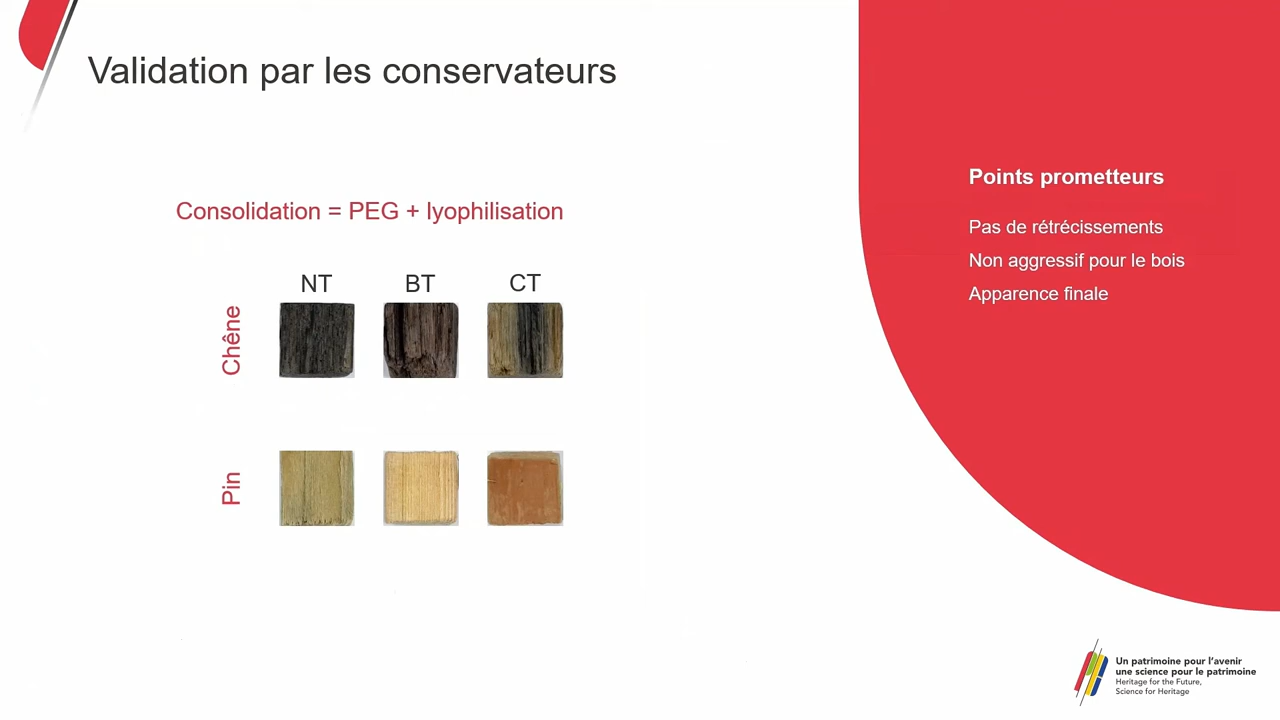 Validation par les conservateurs
Consolidation = PEG + lyophilisation
NT BT CT
Chêne
Pin
Points prometteurs
Pas de rétrécissements
Non aggressif pour le bois
Apparence finale
Un patrimoine pour l'avenir
une science pour le patrimoine
Heritage for the Future,
Science for Heritage